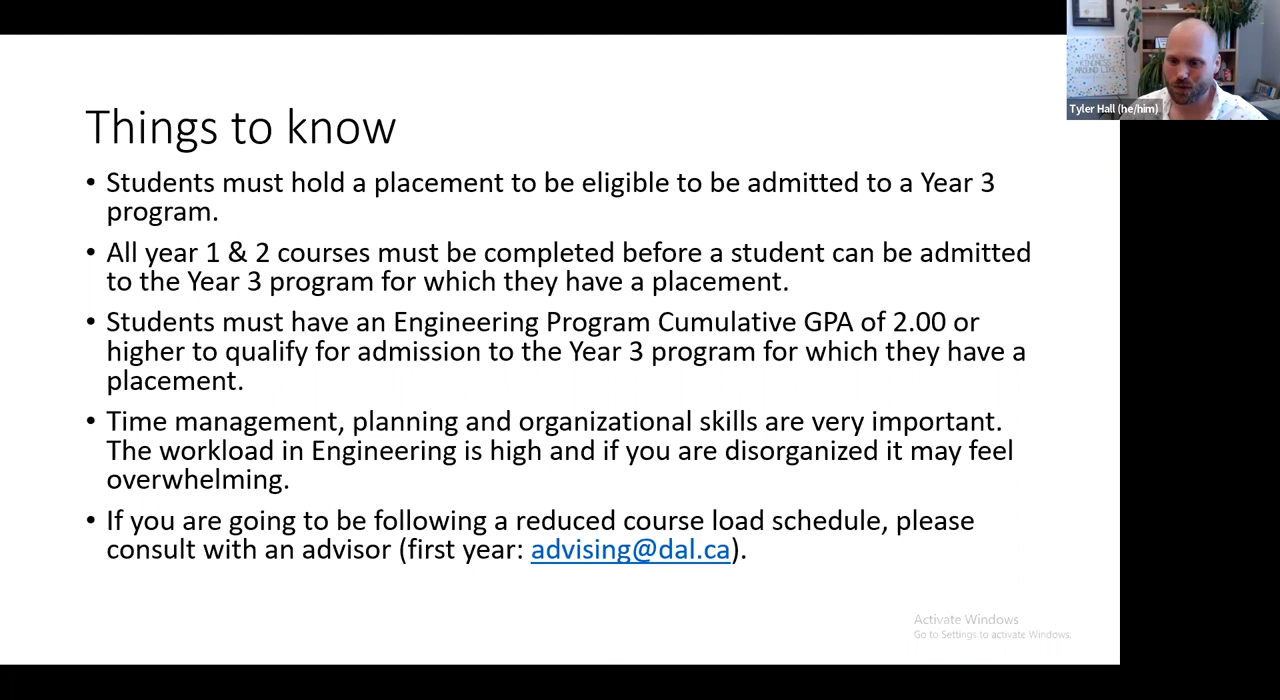 Things to know
• Students must hold a placement to be eligible to be admitted to a Year 3
program.
• All year 1 & 2 courses must be completed before a student can be admitted
to the Year 3 program for which they have a placement.
• Students must have an Engineering Program Cumulative GPA of 2.00 or
higher to qualify for admission to the Year 3 program for which they have a
placement.
• Time management, planning and organizational skills are very important.
The workload in Engineering is high and if you are disorganized it may feel
overwhelming.
• If you are going to be following a reduced course load schedule, please
consult with an advisor (first year: advising@dal.ca).
Activate Windows
Go to Settings to activate Windows.
THROW
KINDNESS
AROUND LIKE
Tyler Hall (he/him)